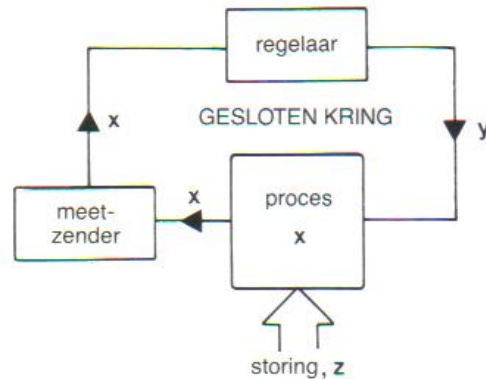 regelaar
x
GESLOTEN KRING
y
x
proces
x
meet-
zender
storing, z